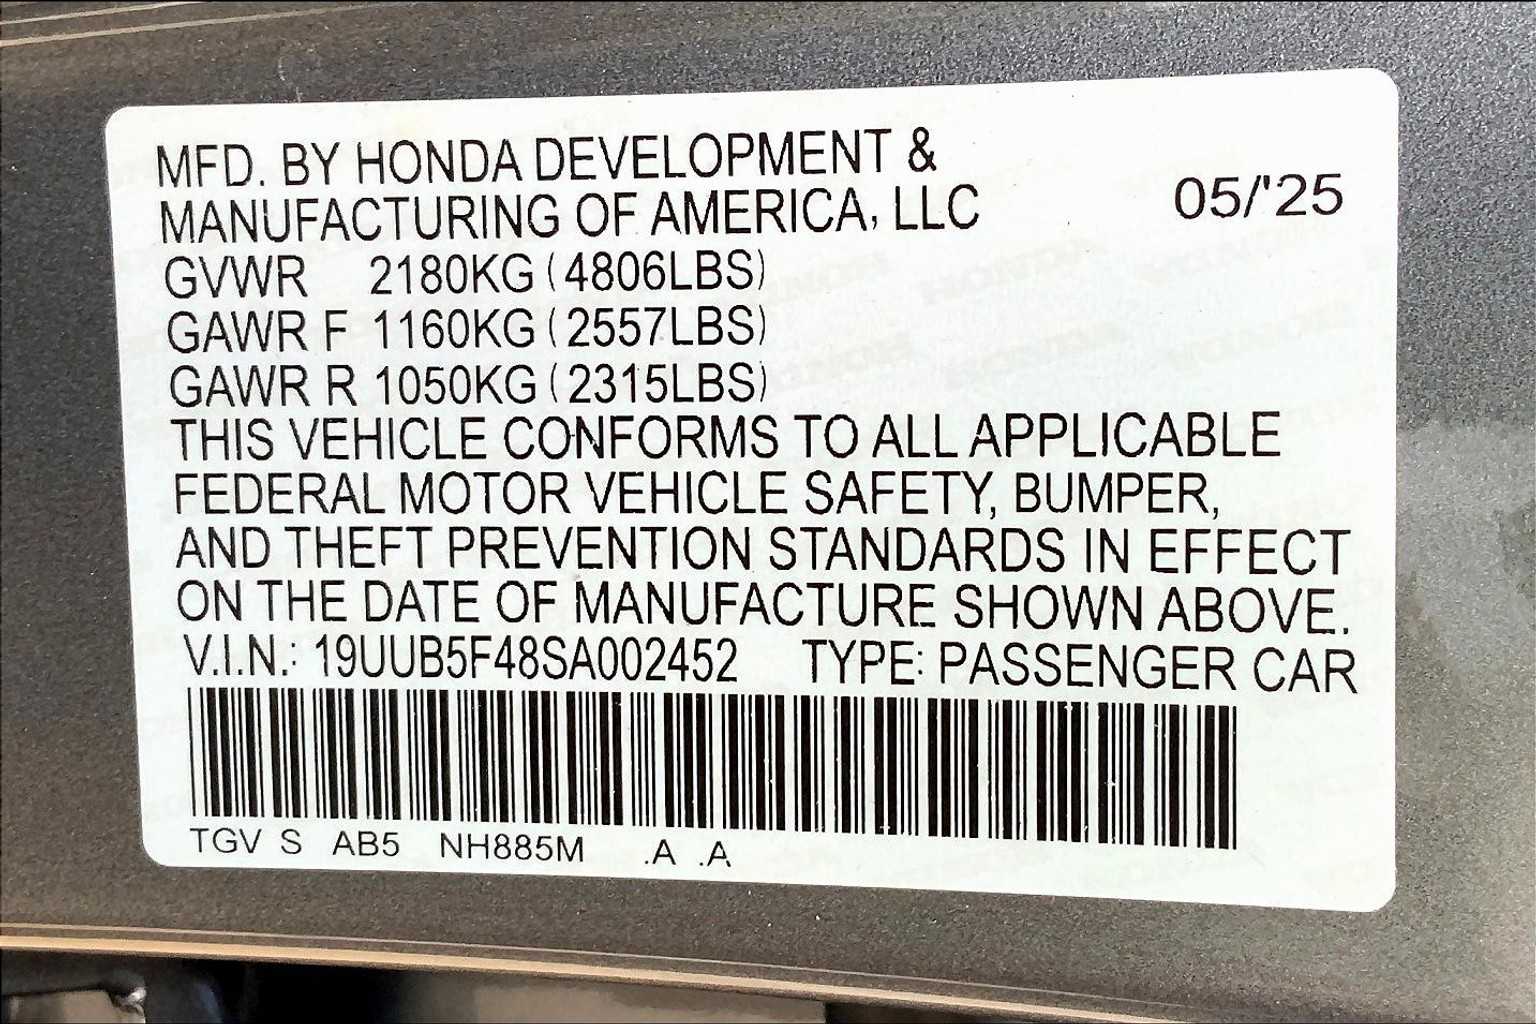 MFD. BY HONDA DEVELOPMENT &
MANUFACTURING OF AMERICA, LLC 05/'25
GVWR 2180KG (4806LBS)
GAWR F 1160KG (2557LBS)
GAWR R 1050KG (2315LBS)
THIS VEHICLE CONFORMS TO ALL APPLICABLE
FEDERAL MOTOR VEHICLE SAFETY, BUMPER,
AND THEFT PREVENTION STANDARDS IN EFFECT
ON THE DATE OF MANUFACTURE SHOWN ABOVE.
V.I.N.: 19UUB5F48SA002452 TYPE: PASSENGER CAR
TGV S AB5 NH885M .A .A